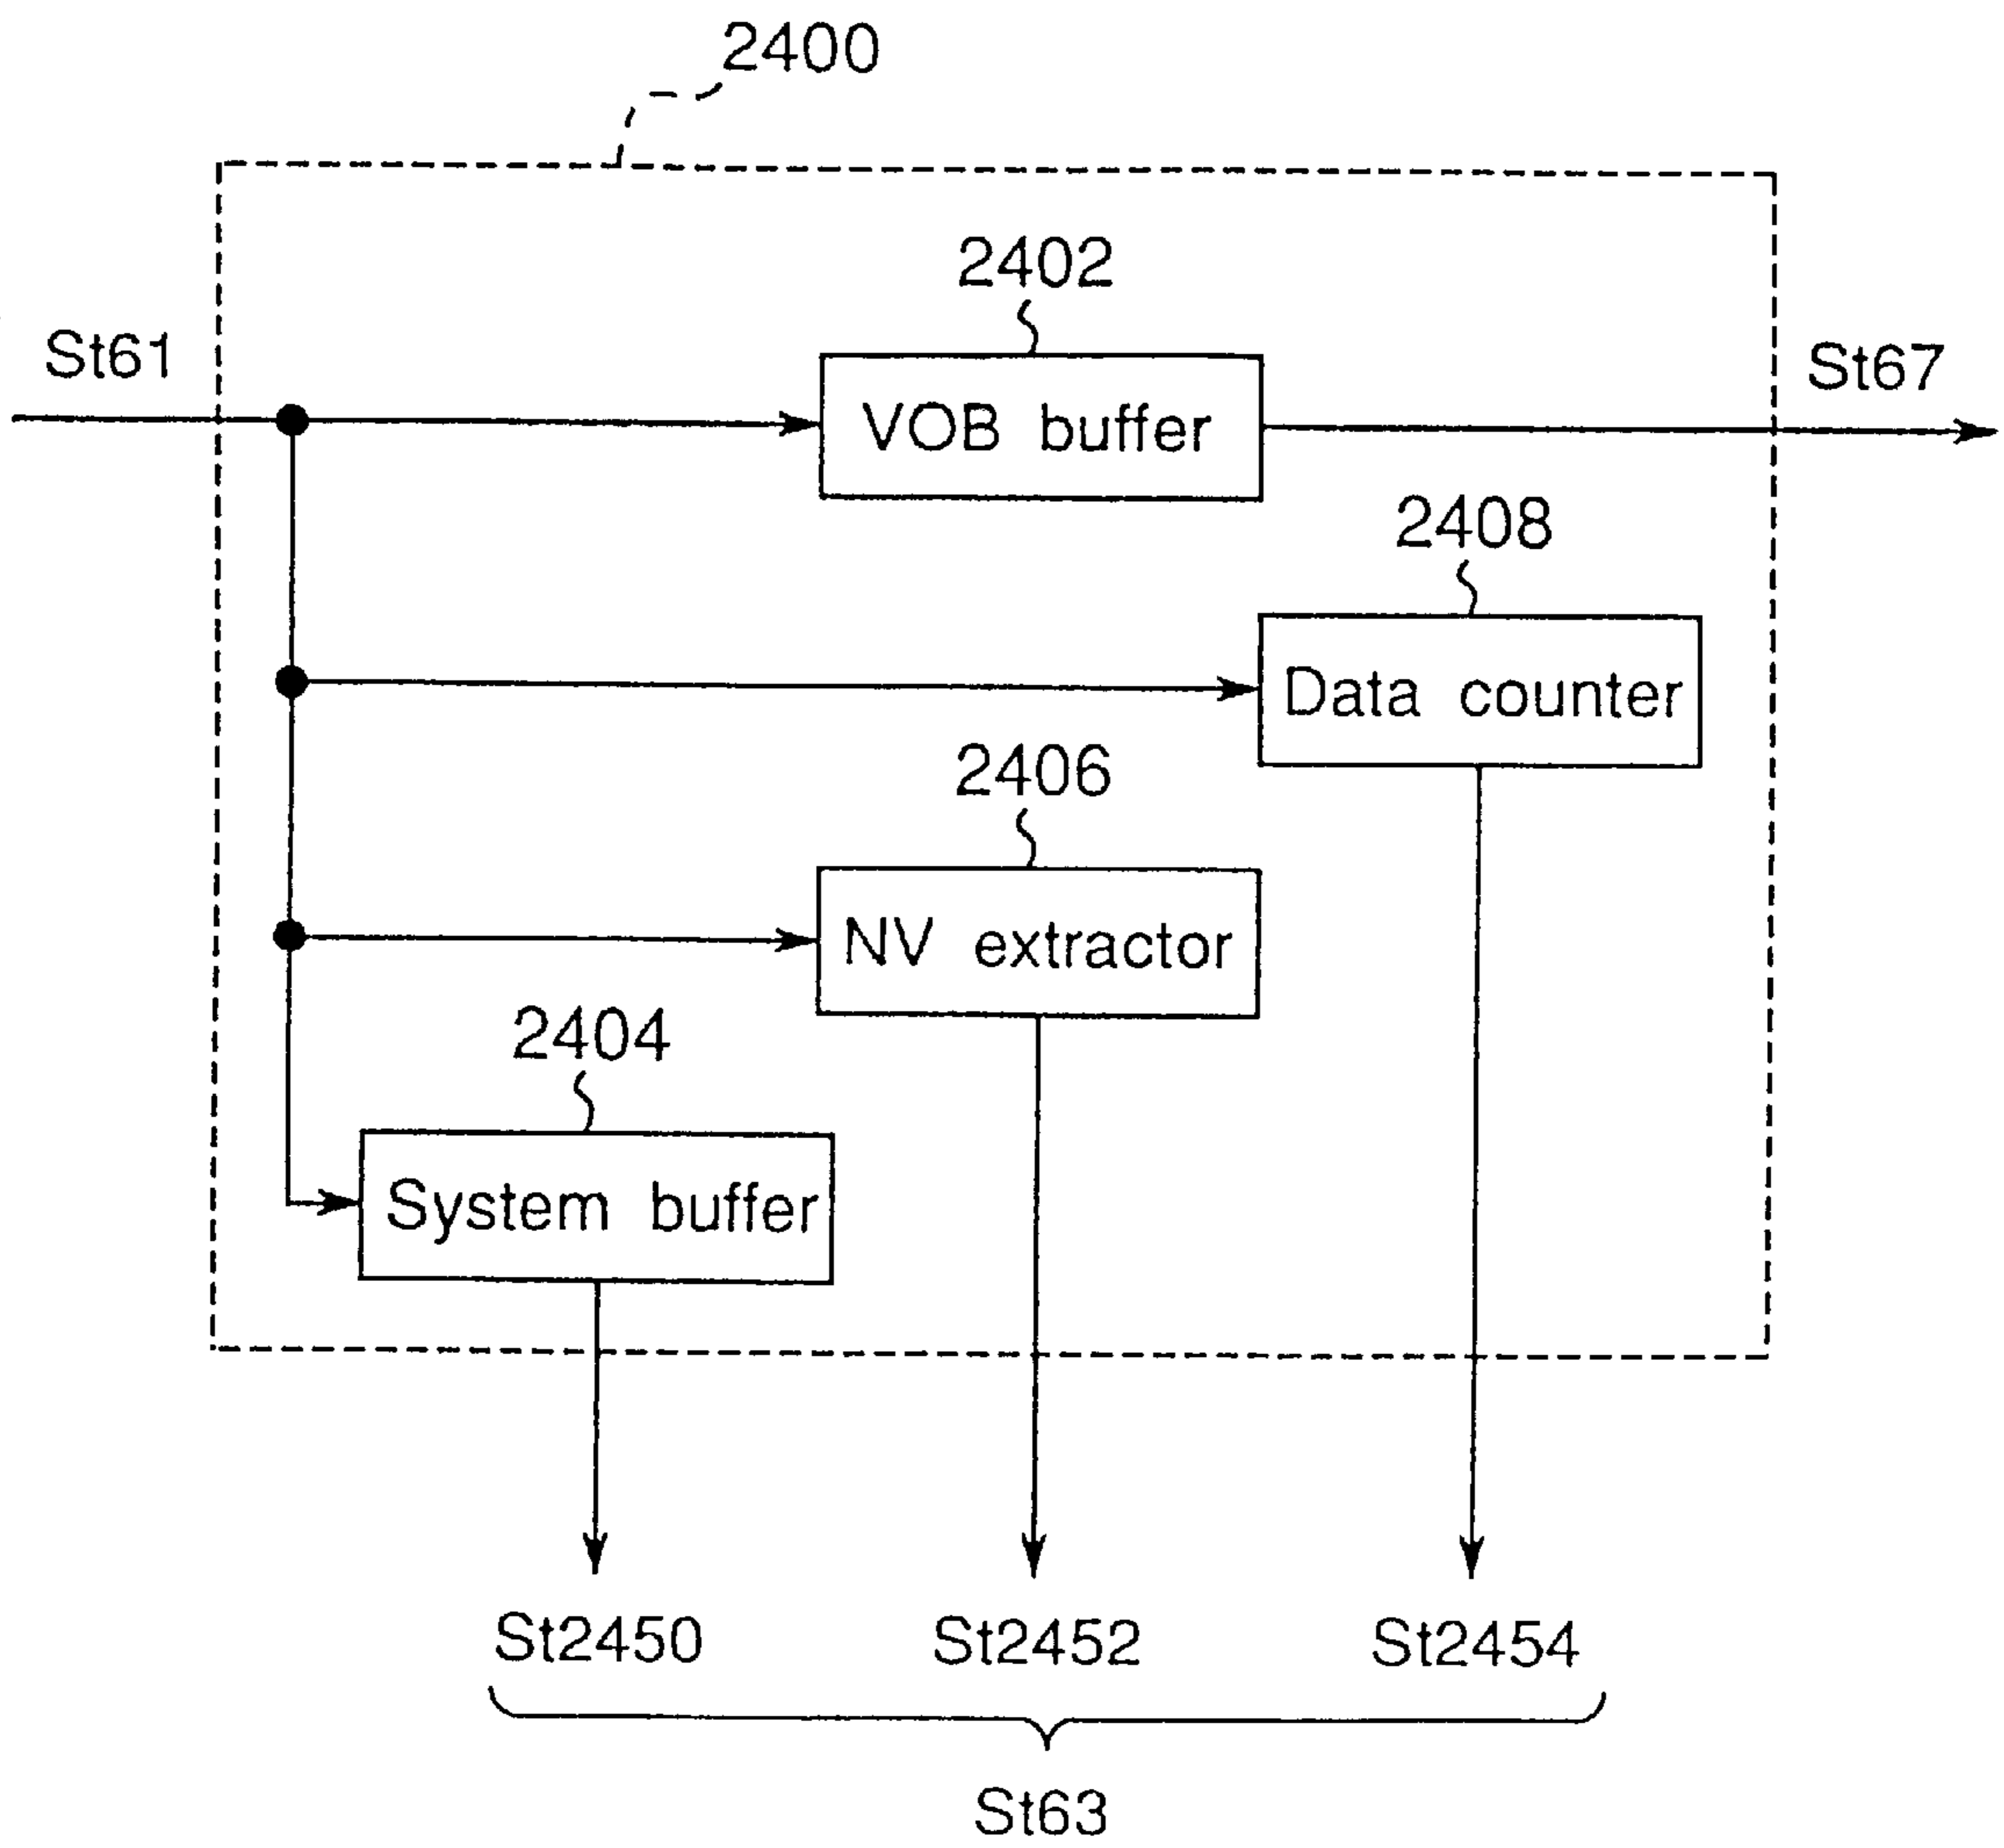 2400
2402
St61
VOB buffer
St67
2408
Data counter
2406
NV extractor
2404
System buffer
St2450
St2452
St2454
St63